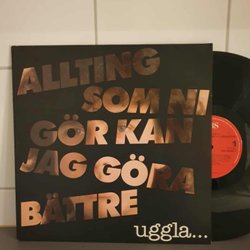 ALLTING
SOM NI
GÖR KAN
JAG GÖRA
BÄTTRE
uggla...